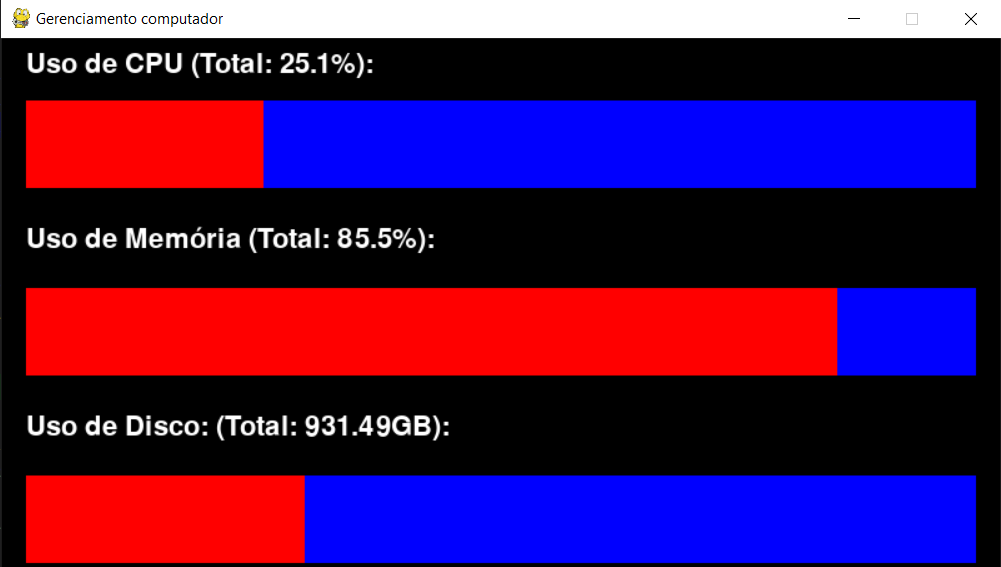 Gerenciamento computador
Uso de CPU (Total: 25.1%):
Uso de Memória (Total: 85.5%):
Uso de Disco: (Total: 931.49GB):